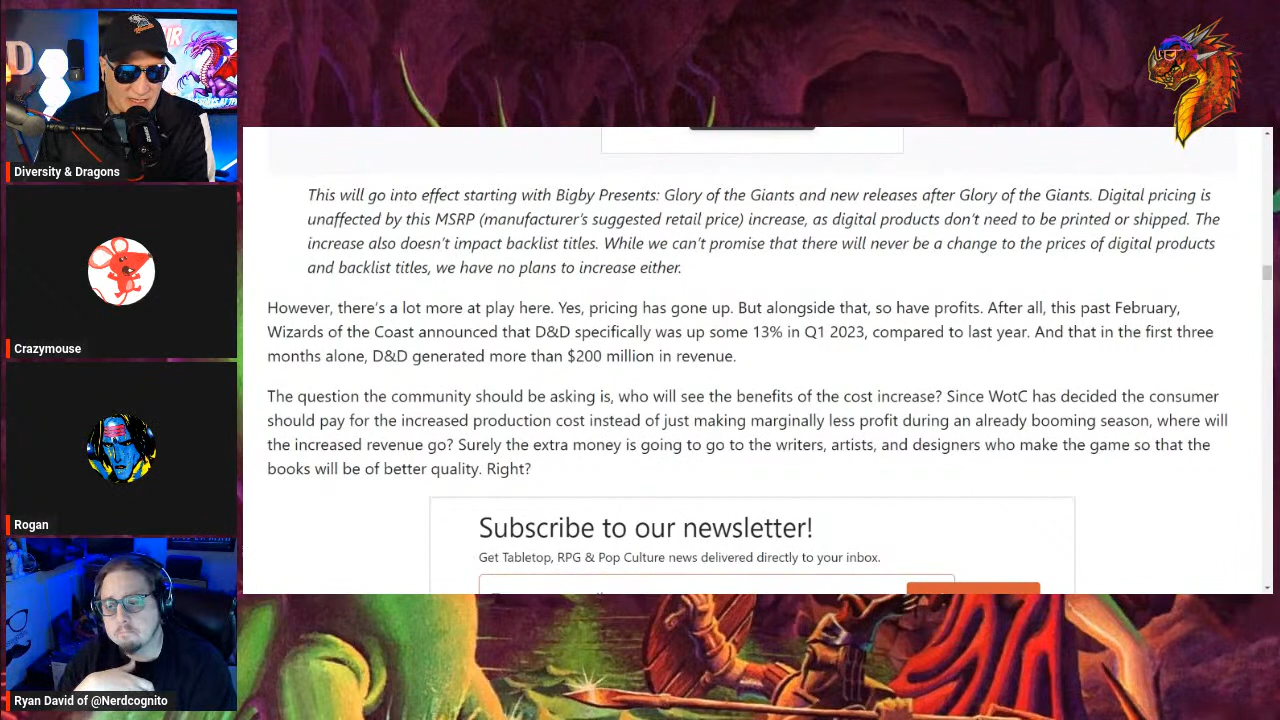 Diversity & Dragons
Crazymouse
Rogan
Ryan David of @Nerdcognito
This will go into effect starting with Bigby Presents: Glory of the Giants and new releases after Glory of the Giants. Digital pricing is
unaffected by this MSRP (manufacturer's suggested retail price) increase, as digital products don't need to be printed or shipped. The
increase also doesn't impact backlist titles. While we can't promise that there will never be a change to the prices of digital products
and backlist titles, we have no plans to increase either.
However, there's a lot more at play here. Yes, pricing has gone up. But alongside that, so have profits. After all, this past February,
Wizards of the Coast announced that D&D specifically was up some 13% in Q1 2023, compared to last year. And that in the first three
months alone, D&D generated more than $200 million in revenue.
The question the community should be asking is, who will see the benefits of the cost increase? Since WotC has decided the consumer
should pay for the increased production cost instead of just making marginally less profit during an already booming season, where will
the increased revenue go? Surely the extra money is going to go to the writers, artists, and designers who make the game so that the
books will be of better quality. Right?
Subscribe to our newsletter!
Get Tabletop, RPG & Pop Culture news delivered directly to your inbox.